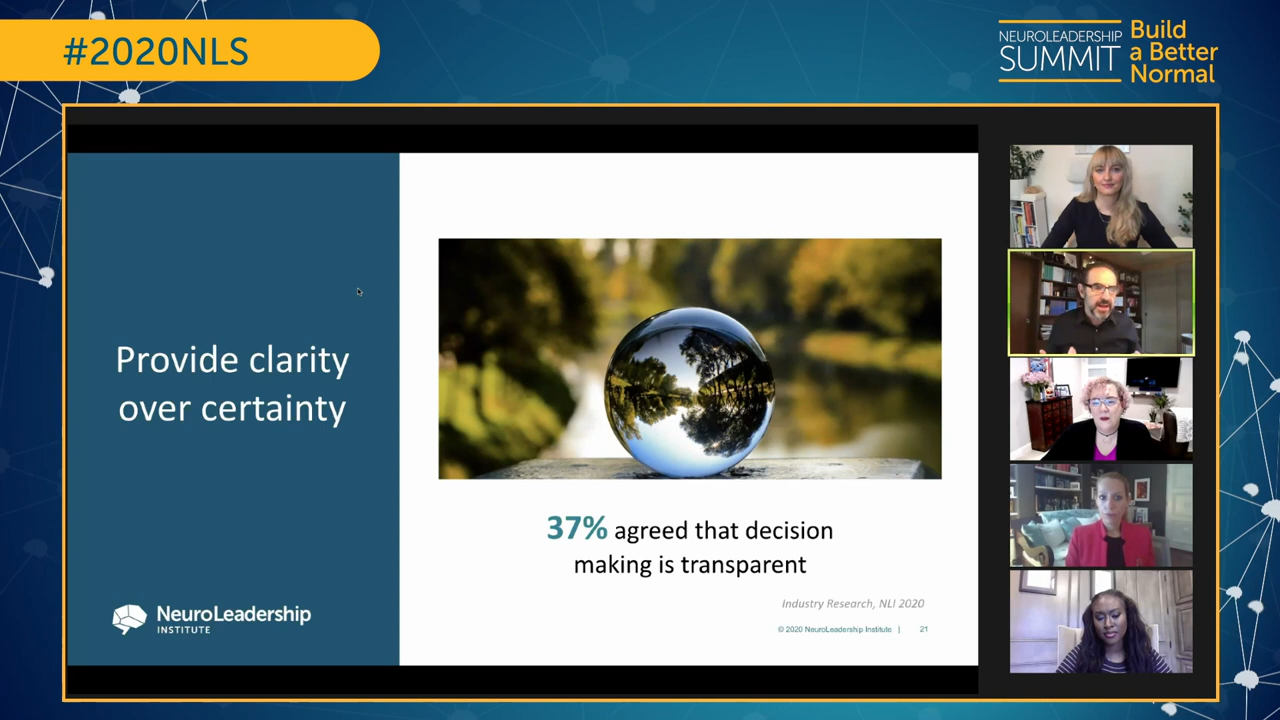 #2020NLS
NEUROLEADERSHIP
SUMMIT
Build
a Better
Normal
Provide clarity
over certainty
37% agreed that decision
making is transparent
Industry Research, NLI 2020
© 2020 NeuroLeadership Institute | 21
NeuroLeadership
INSTITUTE